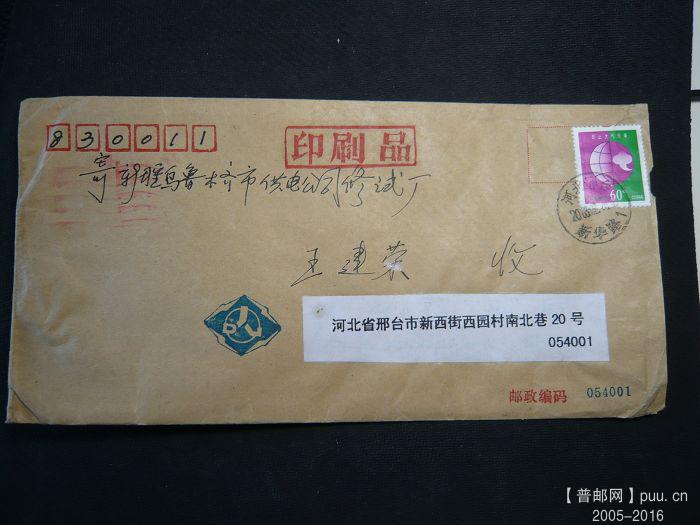 830011
印刷品
寄 新疆乌鲁木齐市供电公司修试厂
60
王建荣 收
河北省邢台市新西街西园村南北巷 20 号
054001
邮政编码 054001
【普邮网】puu.cn
2005-2016